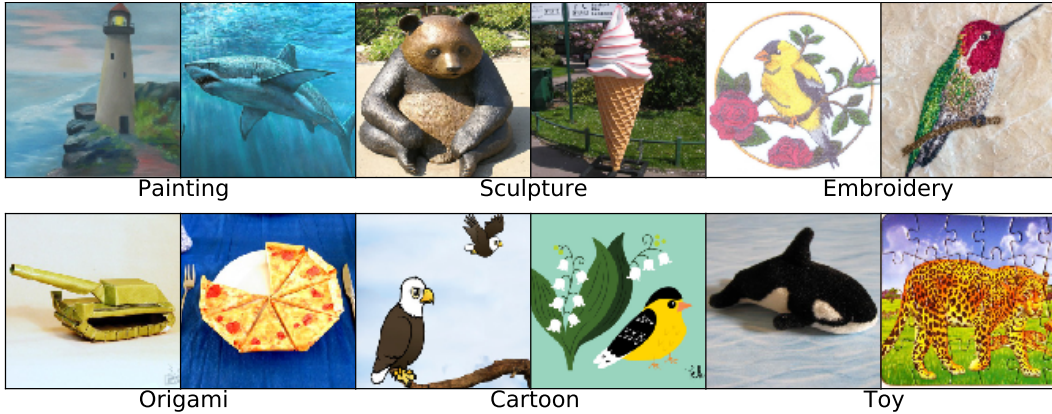 Painting
Sculpture
Embroidery
Origami
Cartoon
Toy